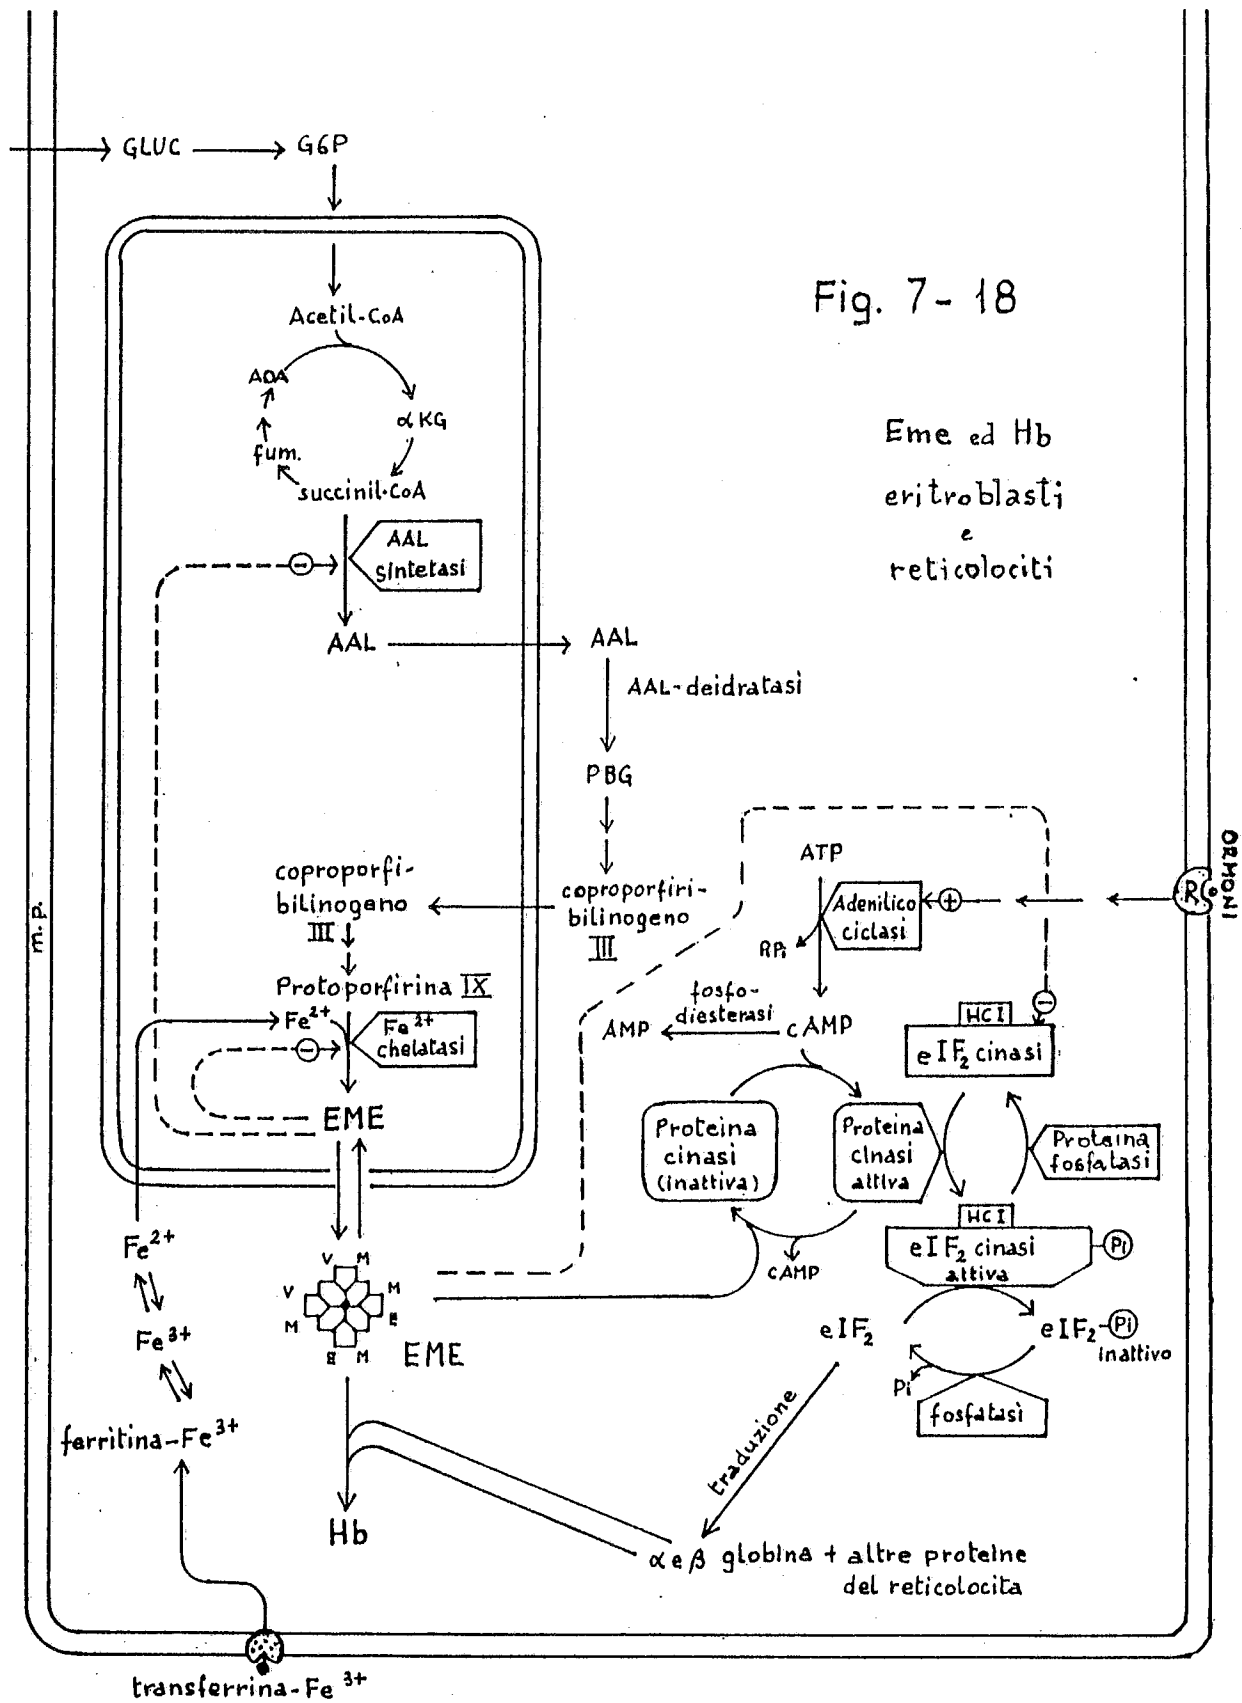 GLUC
G6P
Fig. 7-18
Acetil-CoA
ADA
αKG
fum.
succinil-CoA
Eme ed Hb
eritroblasti
e
reticolociti
AAL
sintetasi
AAL
AAL
AAL-deidratasi
PBG
coproporfi-
bilinogeno
III
coproporfiri-
bilinogeno
III
ATP
Adenilico
ciclasi
+
R
ORMONI
m.p.
RPi
Protoporfirina IX
Fe²⁺
Fe²⁺
chelatasi
-
-
EME
fosfo-
diesterasi
AMP
cAMP
-
HCI
eIF₂ cinasi
Proteina
cinasi
(inattiva)
Proteina
cinasi
attiva
Proteina
fosfatasi
cAMP
HCI
eIF₂ cinasi
attiva
Pi
Fe²⁺
Fe³⁺
ferritina-Fe³⁺
V M
V M
M E
E M
EME
eIF₂
eIF₂-Pi
inattivo
Pi
fosfatasi
traduzione
Hb
α e β globina + altre proteine
del reticolocita
transferrina-Fe³⁺